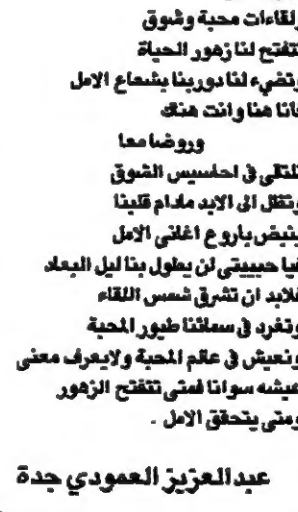 ولقاءات محبة وشوق
تتفتح لنا زهور الحياة
وتضيء لنا دوربنا بشعاع الامل
فانا هنا وانت هناك
وروضا معا
نلتقي في احاسيس الشوق
ونظل الى الابد مادام قلبنا
ينبض باروع اغاني الامل
فيا حبيبتي لن يطول بنا ليل البعاد
فلابد ان تشرق شمس اللقاء
وتغرد في سمائنا طيور المحبة
ونعيش في عالم المحبة ولايعرف معنى
عيشه سوانا فمتى تتفتح الزهور
ومتى يتحقق الامل .
عبدالعزيز العمودي جدة